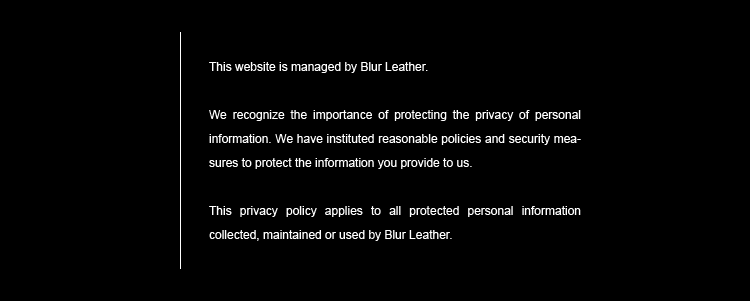 This website is managed by Blur Leather.
We recognize the importance of protecting the privacy of personal
information. We have instituted reasonable policies and security mea-
sures to protect the information you provide to us.
This privacy policy applies to all protected personal information
collected, maintained or used by Blur Leather.